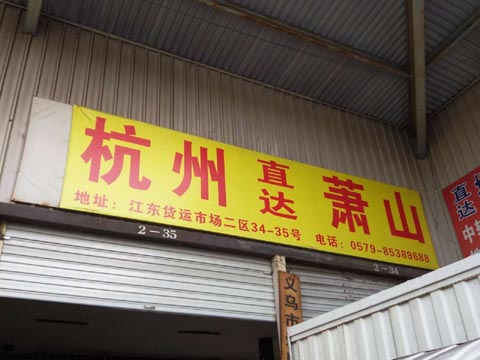 杭州 直达 萧山
地址：江东货运市场二区34-35号 电话：0579-85389688
2-35
2-34
义乌市
直达
中转